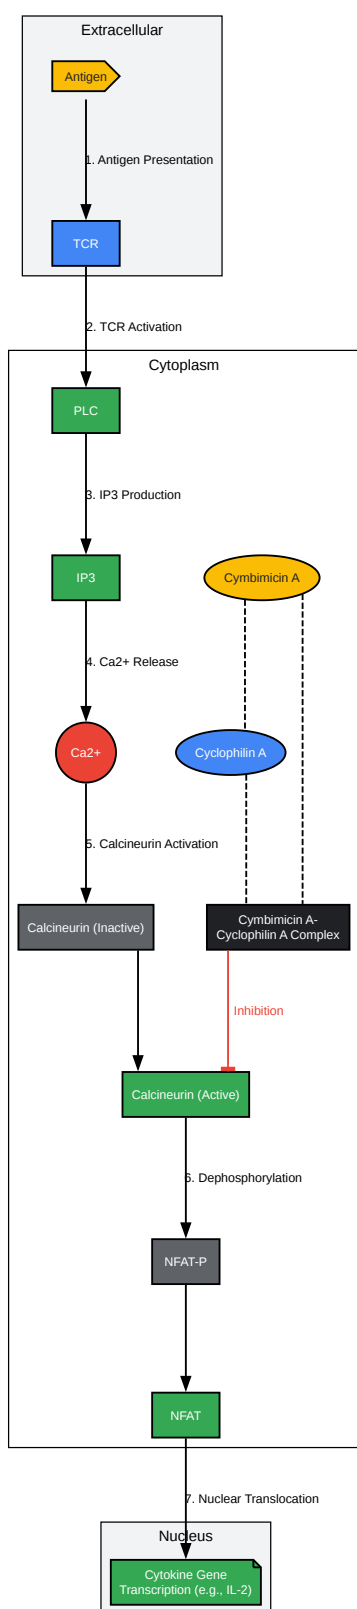 Extracellular
Antigen
1. Antigen Presentation
TCR
2. TCR Activation
Cytoplasm
PLC
3. IP3 Production
IP3
Cymbimicin A
4. Ca2+ Release
Ca2+
Cyclophilin A
5. Calcineurin Activation
Calcineurin (Inactive)
Cymbimicin A-
Cyclophilin A Complex
Inhibition
Calcineurin (Active)
6. Dephosphorylation
NFAT-P
NFAT
7. Nuclear Translocation
Nucleus
Cytokine Gene
Transcription (e.g., IL-2)